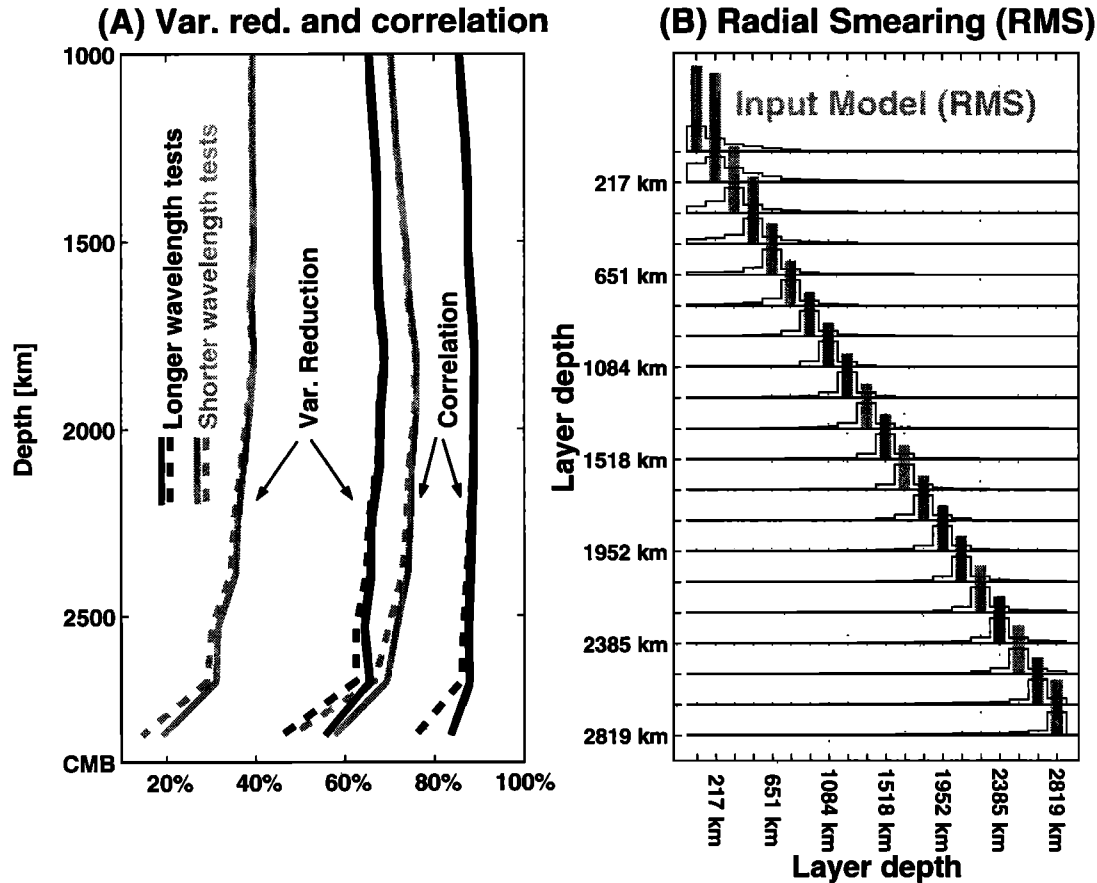 (A) Var. red. and correlation
1000
1500
2000
2500
CMB
Depth [km]
20%
40%
60%
80%
100%
Longer wavelength tests
Shorter wavelength tests
Var. Reduction
Correlation
(B) Radial Smearing (RMS)
Input Model (RMS)
217 km
651 km
1084 km
1518 km
1952 km
2385 km
2819 km
Layer depth
217 km
651 km
1084 km
1518 km
1952 km
2385 km
2819 km
Layer depth